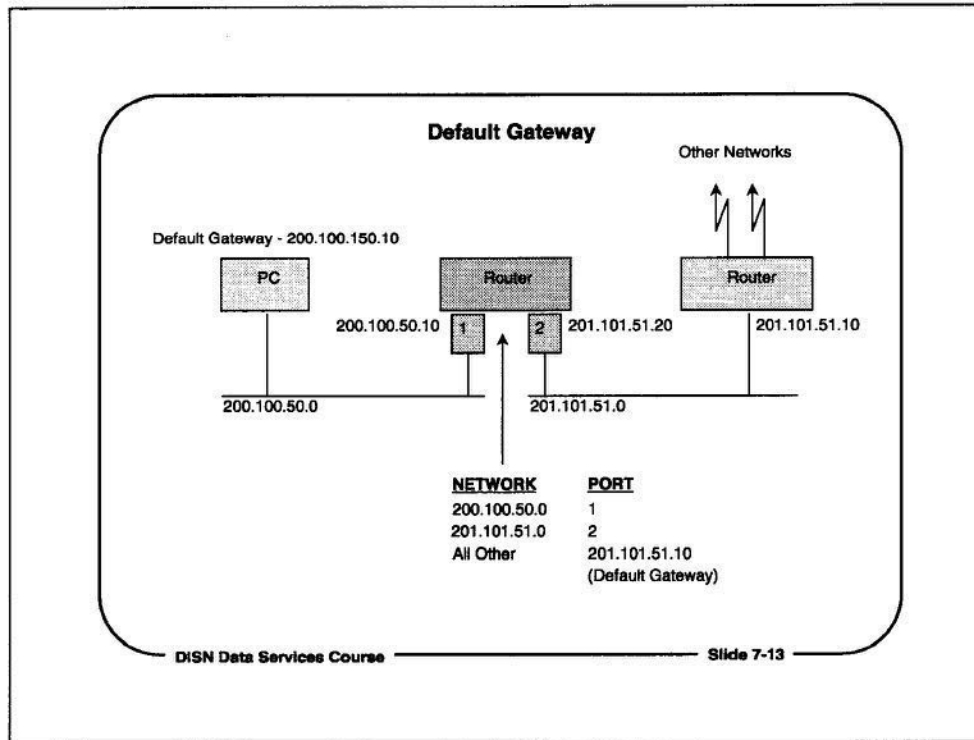 Default Gateway
Other Networks
Default Gateway - 200.100.150.10
PC
Router
Router
200.100.50.10
1
2
201.101.51.20
201.101.51.10
200.100.50.0
201.101.51.0
NETWORK PORT
200.100.50.0 1
201.101.51.0 2
All Other 201.101.51.10
(Default Gateway)
DISN Data Services Course
Slide 7-13